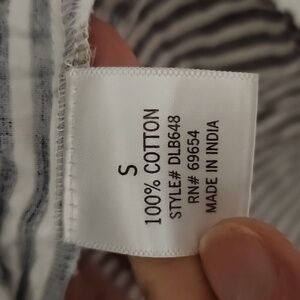 S
100% COTTON
STYLE# DLB648
RN# 69654
MADE IN INDIA